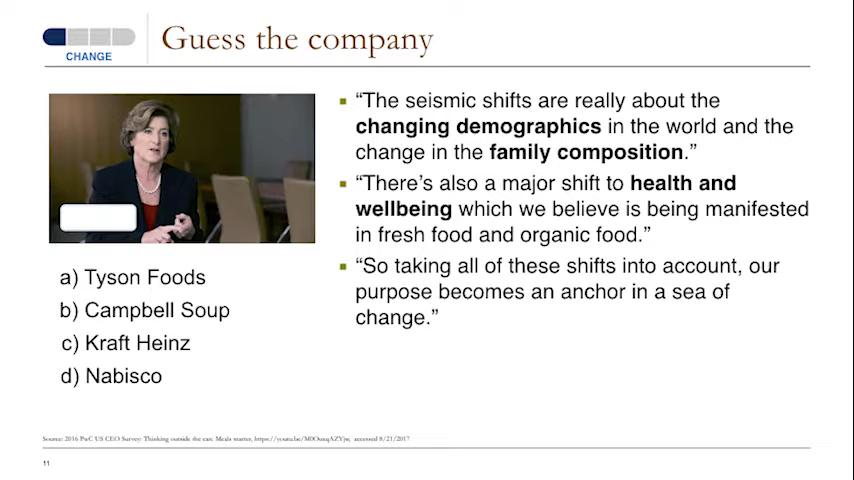 CHANGE
Guess the company
“The seismic shifts are really about the
changing demographics in the world and the
change in the family composition.”
“There’s also a major shift to health and
wellbeing which we believe is being manifested
in fresh food and organic food.”
“So taking all of these shifts into account, our
purpose becomes an anchor in a sea of
change.”
a) Tyson Foods
b) Campbell Soup
c) Kraft Heinz
d) Nabisco
Source: 2016 PwC US CEO Survey: Thinking outside the can: Meals matter, accessed 8/21/2017
11